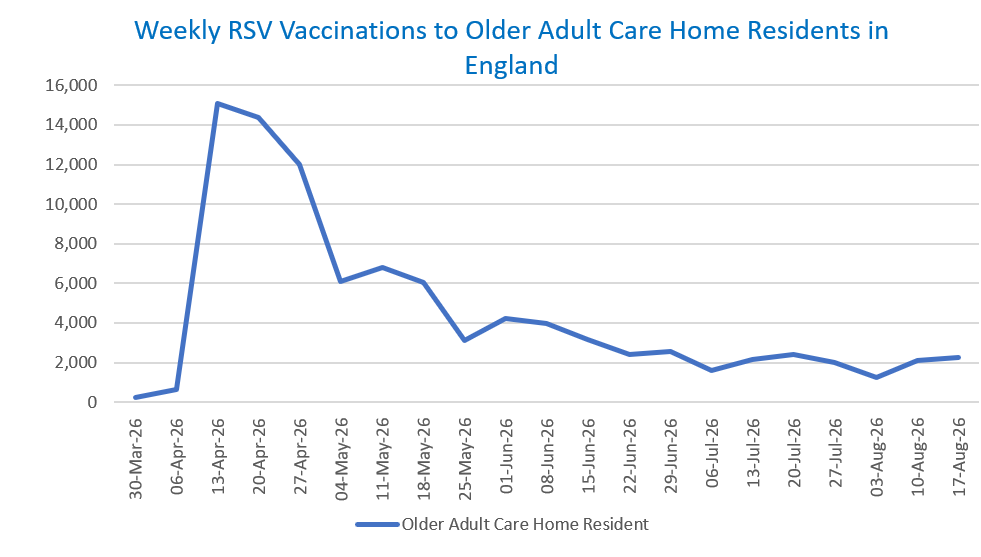 Weekly RSV Vaccinations to Older Adult Care Home Residents in
England
16,000
14,000
12,000
10,000
8,000
6,000
4,000
2,000
0
30-Mar-26
06-Apr-26
13-Apr-26
20-Apr-26
27-Apr-26
04-May-26
11-May-26
18-May-26
25-May-26
01-Jun-26
08-Jun-26
15-Jun-26
22-Jun-26
29-Jun-26
06-Jul-26
13-Jul-26
20-Jul-26
27-Jul-26
03-Aug-26
10-Aug-26
17-Aug-26
Older Adult Care Home Resident